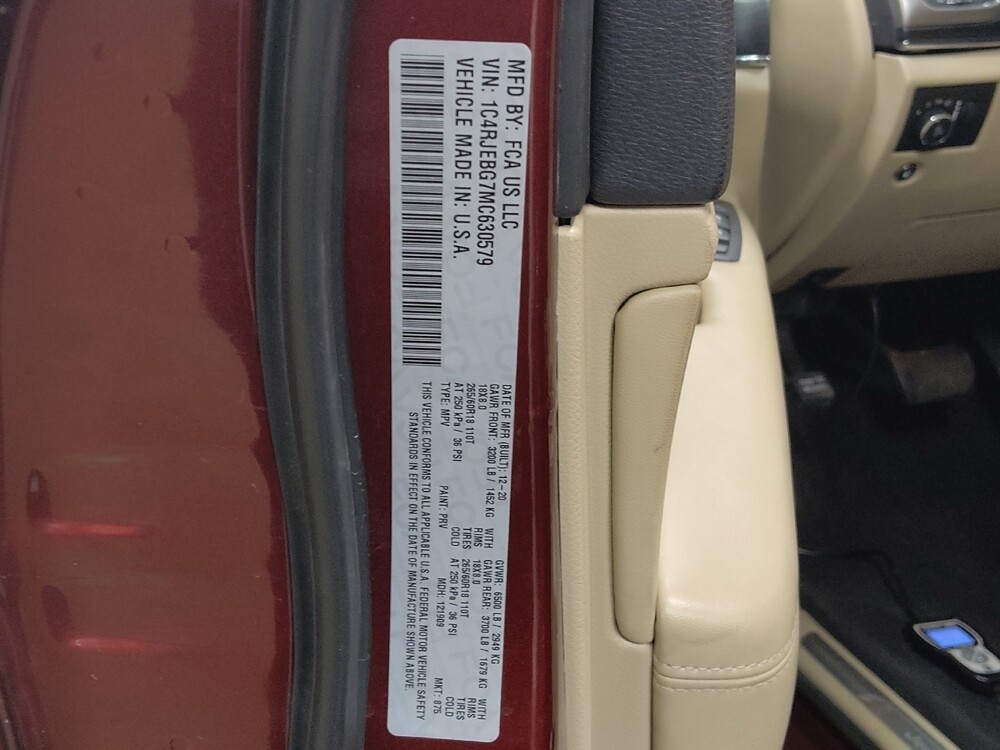 MFD BY: FCA US LLC
VIN: 1C4RJEBG7MC630579
VEHICLE MADE IN: U.S.A.
DATE OF MFR (BUILT): 12-20 GVWR: 6500 LB / 2949 KG
GAWR FRONT: 3200 LB / 1452 KG WITH GAWR REAR: 3700 LB / 1679 KG WITH
18X8.0 RIMS 18X8.0 RIMS
265/60R18 110T TIRES 265/60R18 110T TIRES
AT 250 kPa / 36 PSI COLD AT 250 kPa / 36 PSI COLD
TYPE: MPV PAINT: PRV MDH: 121909 MKT: 875
THIS VEHICLE CONFORMS TO ALL APPLICABLE U.S.A. FEDERAL MOTOR VEHICLE SAFETY
STANDARDS IN EFFECT ON THE DATE OF MANUFACTURE SHOWN ABOVE.